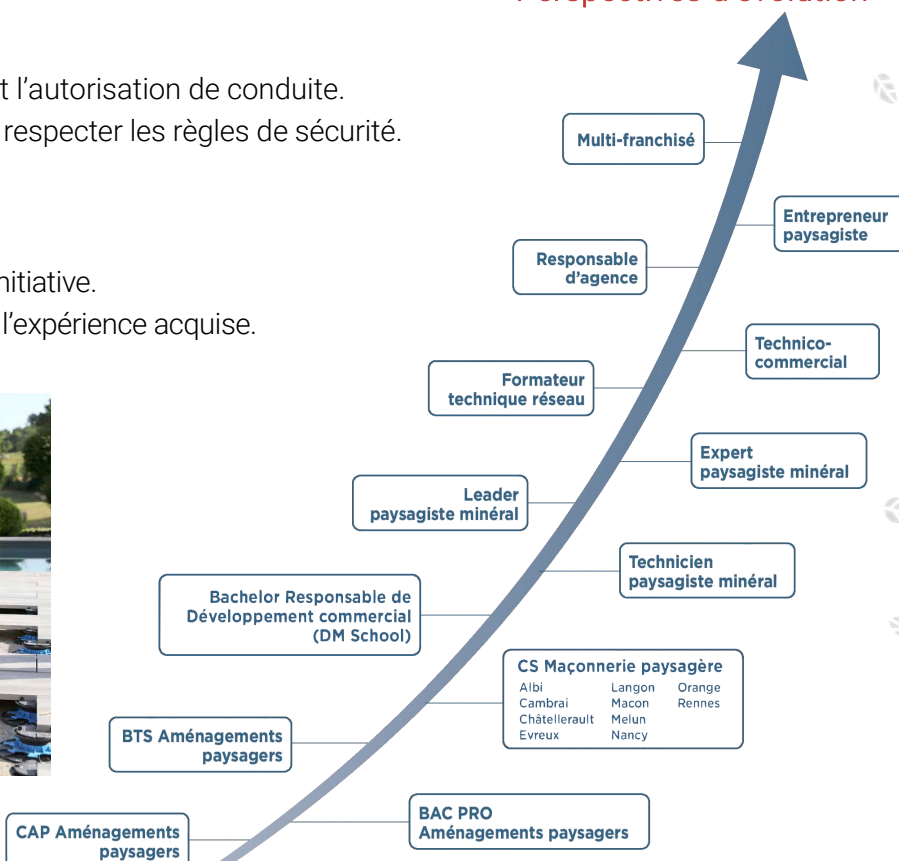 Perspectives d'évolution
t l’autorisation de conduite.
respecter les règles de sécurité.
nitiative.
l’expérience acquise.
Multi-franchisé
Entrepreneur
paysagiste
Responsable
d’agence
Technico-
commercial
Formateur
technique réseau
Expert
paysagiste minéral
Leader
paysagiste minéral
Technicien
paysagiste minéral
Bachelor Responsable de
Développement commercial
(DM School)
CS Maçonnerie paysagère
Albi Langon Orange
Cambrai Macon Rennes
Châtellerault Melun
Evreux Nancy
BTS Aménagements
paysagers
BAC PRO
Aménagements paysagers
CAP Aménagements
paysagers